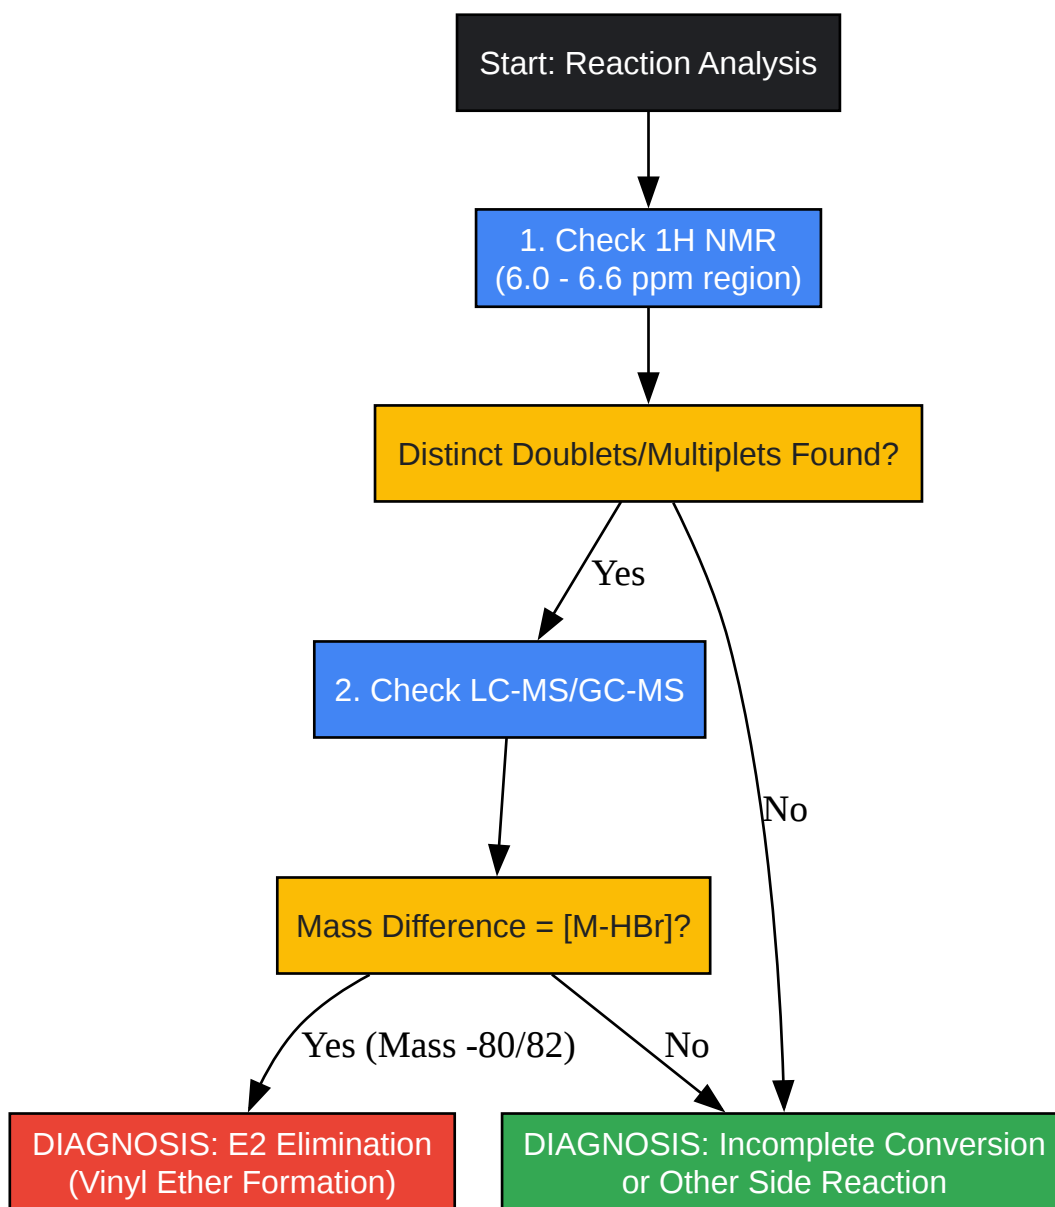 Start: Reaction Analysis
1. Check 1H NMR
(6.0 - 6.6 ppm region)
Distinct Doublets/Multiplets Found?
Yes
2. Check LC-MS/GC-MS
No
Mass Difference = [M-HBr]?
Yes (Mass -80/82)
No
DIAGNOSIS: E2 Elimination
(Vinyl Ether Formation)
DIAGNOSIS: Incomplete Conversion
or Other Side Reaction